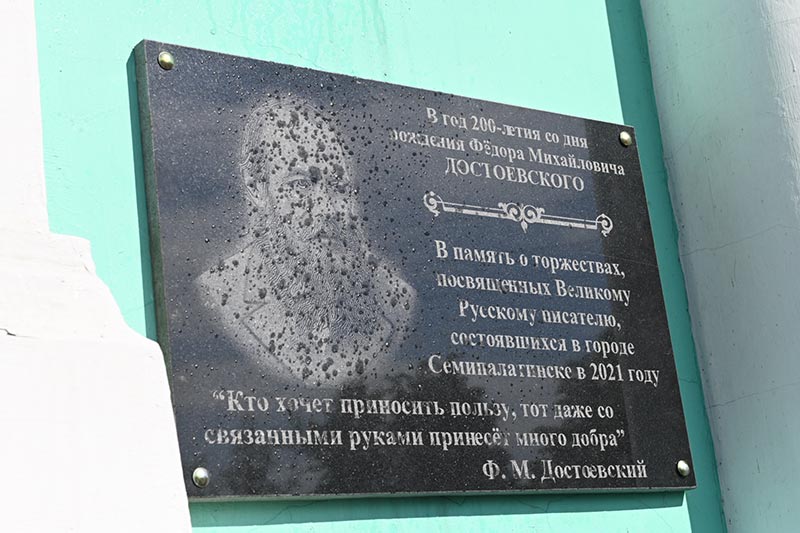 В год 200-летия со дня
рождения Фёдора Михайловича
ДОСТОЕВСКОГО
В память о торжествах,
посвященных Великому
Русскому писателю,
состоявшихся в городе
Семипалатинске в 2021 году
“Кто хочет приносить пользу, тот даже со
связанными руками принесёт много добра”
Ф. М. Достоевский